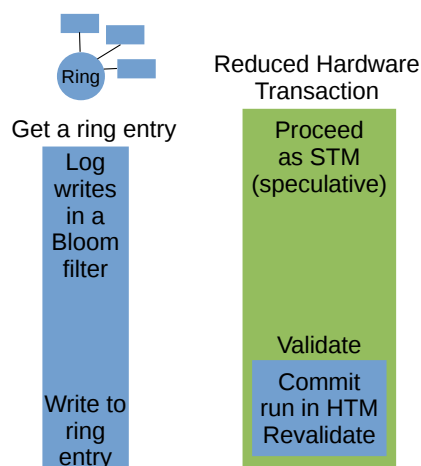 Ring
Get a ring entry
Log
writes
in a
Bloom
filter
Write to
ring
entry
Reduced Hardware
Transaction
Proceed
as STM
(speculative)
Validate
Commit
run in HTM
Revalidate